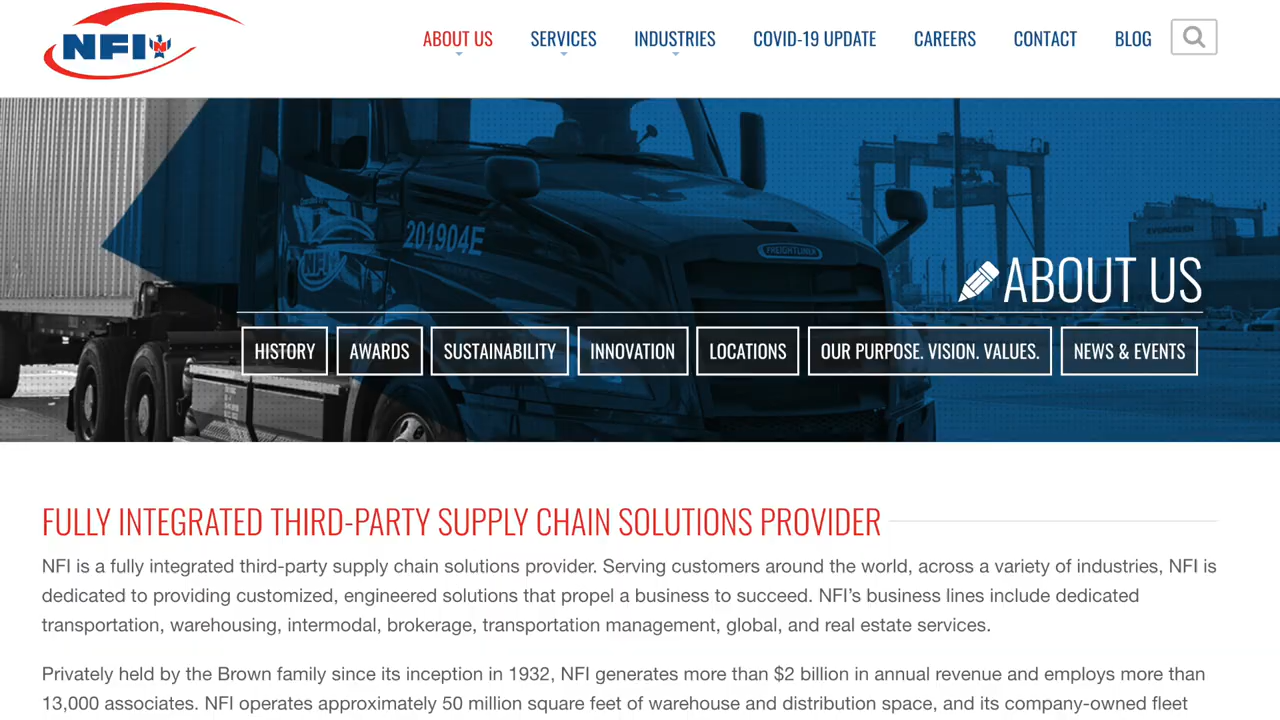 NFI
ABOUT US SERVICES INDUSTRIES COVID-19 UPDATE CAREERS CONTACT BLOG
201904E
FREIGHTLINER
EVERGREEN
NFI
ABOUT US
HISTORY AWARDS SUSTAINABILITY INNOVATION LOCATIONS OUR PURPOSE. VISION. VALUES. NEWS & EVENTS
FULLY INTEGRATED THIRD-PARTY SUPPLY CHAIN SOLUTIONS PROVIDER
NFI is a fully integrated third-party supply chain solutions provider. Serving customers around the world, across a variety of industries, NFI is
dedicated to providing customized, engineered solutions that propel a business to succeed. NFI’s business lines include dedicated
transportation, warehousing, intermodal, brokerage, transportation management, global, and real estate services.
Privately held by the Brown family since its inception in 1932, NFI generates more than $2 billion in annual revenue and employs more than
13,000 associates. NFI operates approximately 50 million square feet of warehouse and distribution space, and its company-owned fleet